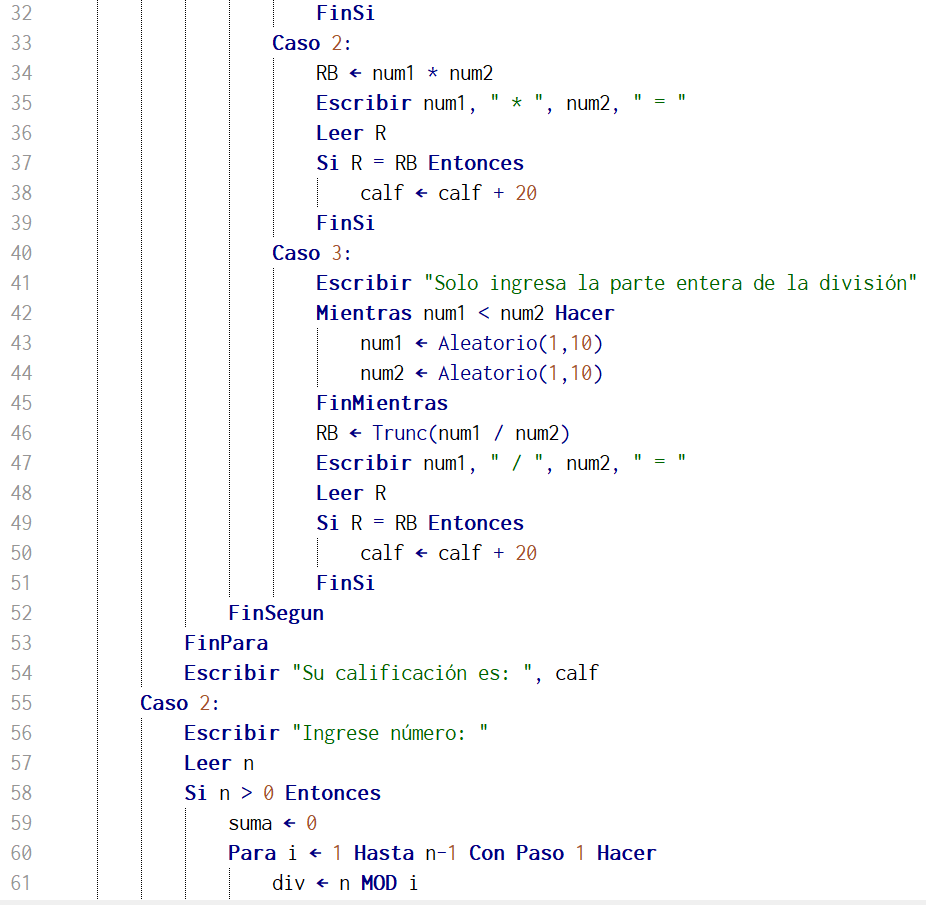 32 FinSi
33 Caso 2:
34 RB ← num1 * num2
35 Escribir num1, " * ", num2, " = "
36 Leer R
37 Si R = RB Entonces
38 calf ← calf + 20
39 FinSi
40 Caso 3:
41 Escribir "Solo ingresa la parte entera de la división"
42 Mientras num1 < num2 Hacer
43 num1 ← Aleatorio(1,10)
44 num2 ← Aleatorio(1,10)
45 FinMientras
46 RB ← Trunc(num1 / num2)
47 Escribir num1, " / ", num2, " = "
48 Leer R
49 Si R = RB Entonces
50 calf ← calf + 20
51 FinSi
52 FinSegun
53 FinPara
54 Escribir "Su calificación es: ", calf
55 Caso 2:
56 Escribir "Ingrese número: "
57 Leer n
58 Si n > 0 Entonces
59 suma ← 0
60 Para i ← 1 Hasta n-1 Con Paso 1 Hacer
61 div ← n MOD i